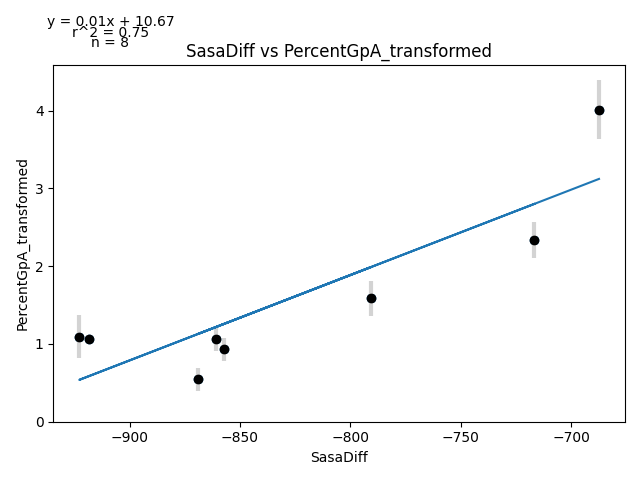 y = 0.01x + 10.67
r^2 = 0.75
n = 8
SasaDiff vs PercentGpA_transformed
PercentGpA_transformed
4
3
2
1
0
−900
−850
−800
−750
−700
SasaDiff